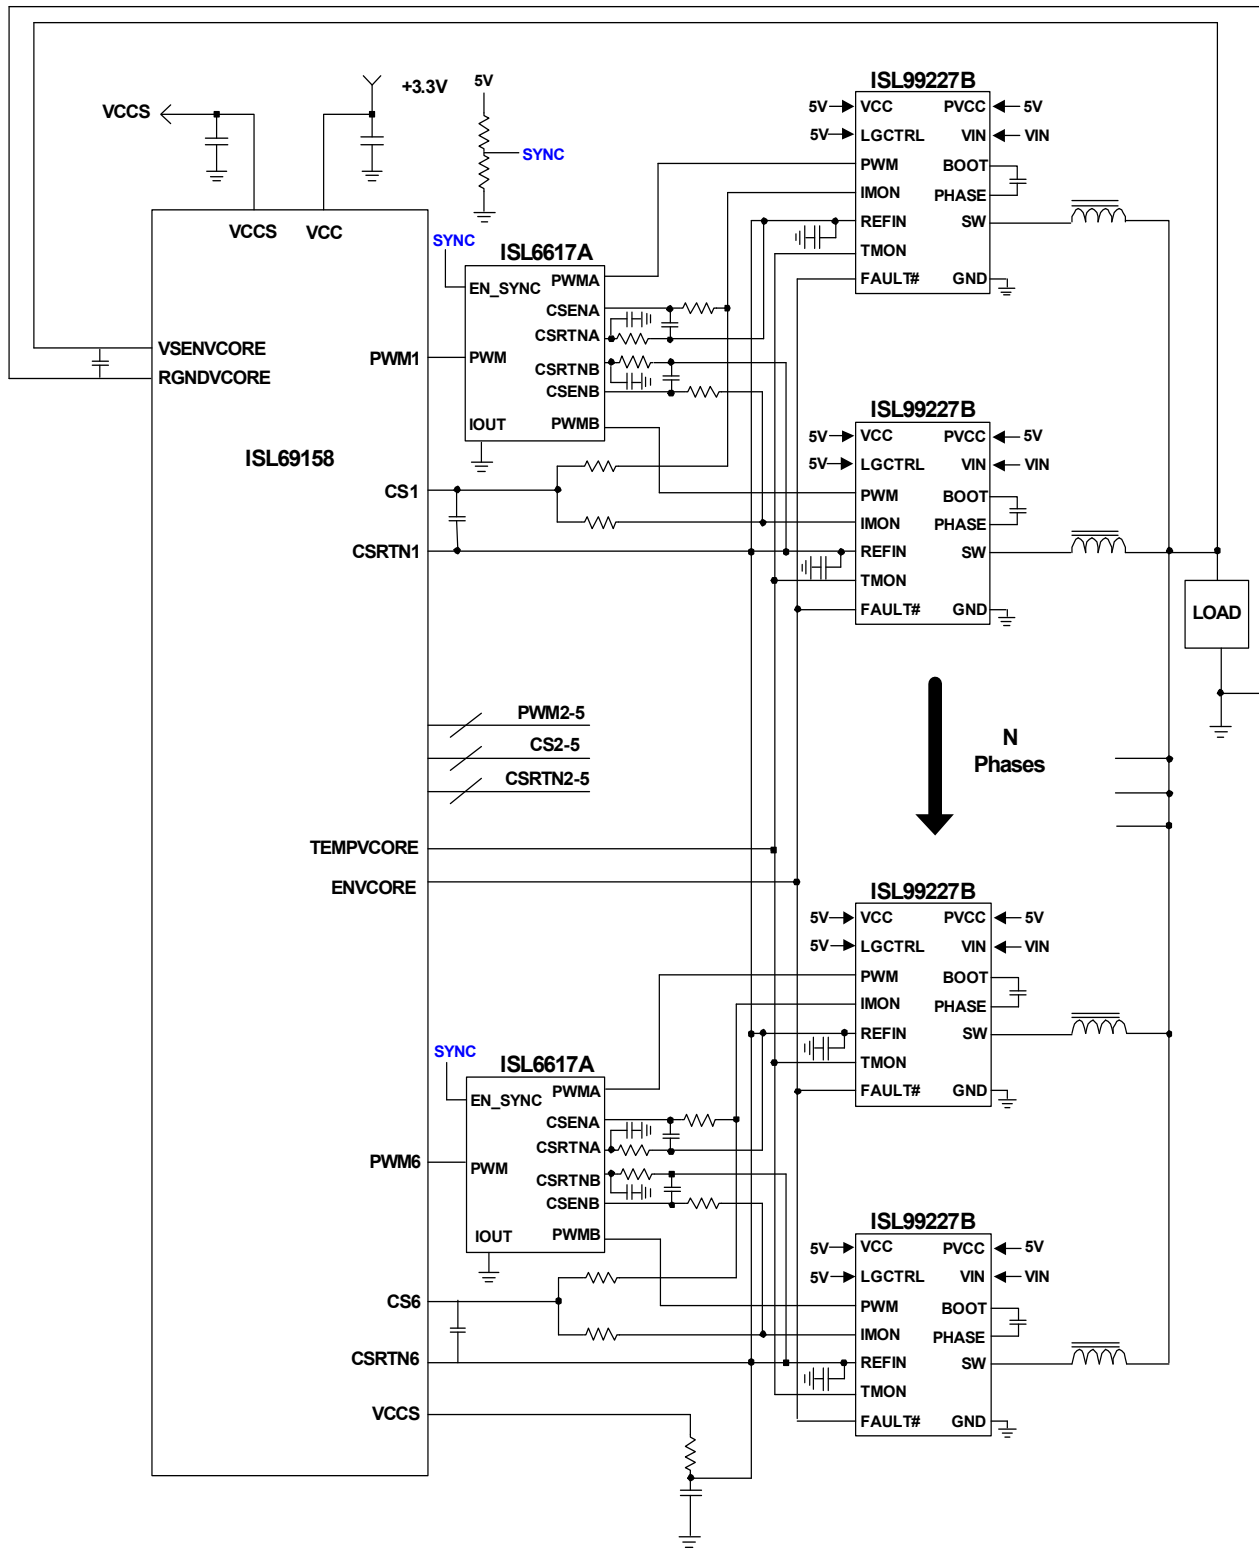 ISL99227B
+3.3V
5V
VCCS
5V
VCC
PVCC
5V
5V
LGCTRL
VIN
VIN
SYNC
PWM
BOOT
IMON
PHASE
VCCS
VCC
REFIN
SW
SYNC
ISL6617A
TMON
PWMA
FAULT#
GND
EN_SYNC
CSENA
CSRTNA
VSENVCORE
PWM1
PWM
CSRTNB
RGNDVCORE
CSENB
ISL99227B
IOUT
PWMB
5V
VCC
PVCC
5V
ISL69158
5V
LGCTRL
VIN
VIN
CS1
PWM
BOOT
IMON
PHASE
CSRTN1
REFIN
SW
TMON
FAULT#
GND
LOAD
PWM2-5
CS2-5
CSRTN2-5
N
Phases
TEMPVCORE
ENVCORE
ISL99227B
5V
VCC
PVCC
5V
5V
LGCTRL
VIN
VIN
PWM
BOOT
IMON
PHASE
REFIN
SW
SYNC
ISL6617A
TMON
PWMA
FAULT#
GND
EN_SYNC
CSENA
CSRTNA
PWM6
PWM
CSRTNB
CSENB
ISL99227B
IOUT
PWMB
5V
VCC
PVCC
5V
5V
LGCTRL
VIN
VIN
CS6
PWM
BOOT
IMON
PHASE
CSRTN6
REFIN
SW
TMON
VCCS
FAULT#
GND